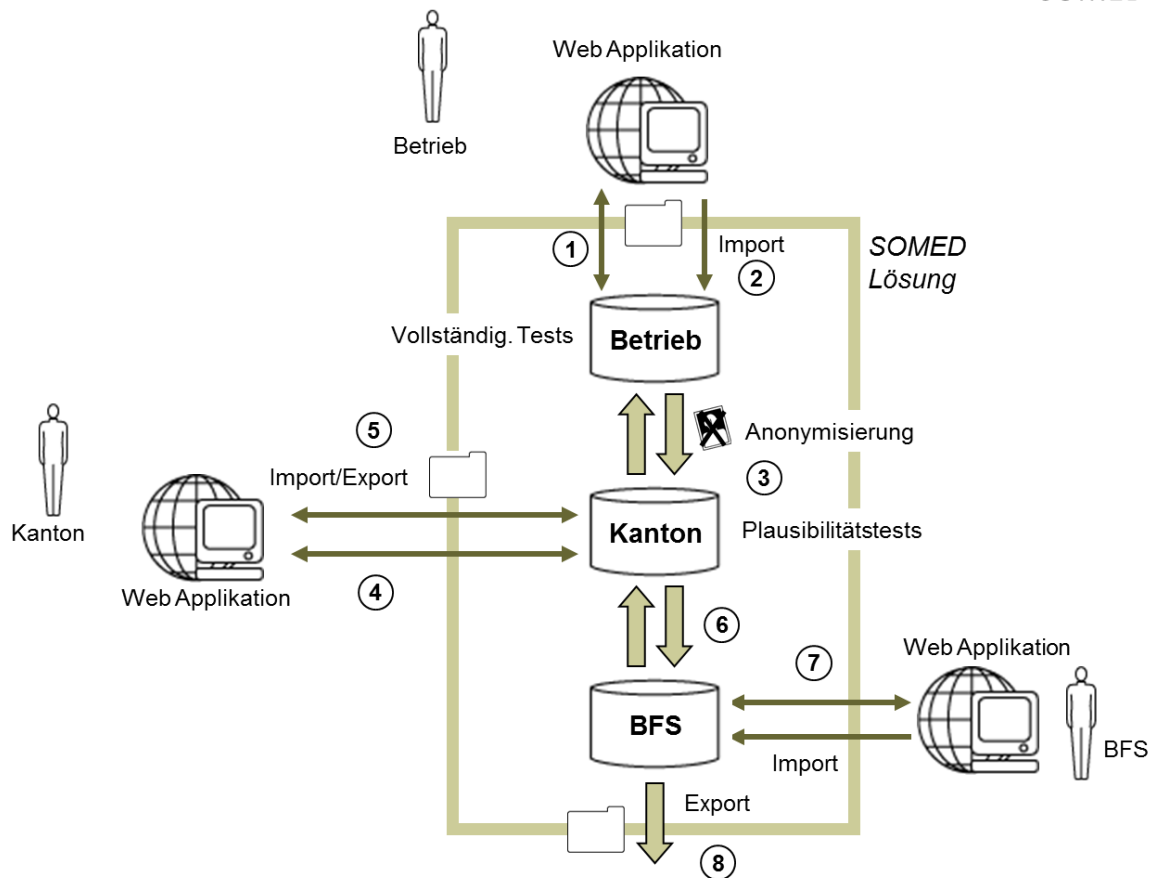 Web Applikation
Betrieb
1
Import
2
SOMED
Lösung
Vollständig. Tests
Betrieb
5
Anonymisierung
Import/Export
3
Kanton
Kanton
Plausibilitätstests
Web Applikation
4
6
7
Web Applikation
BFS
Import
BFS
Export
8